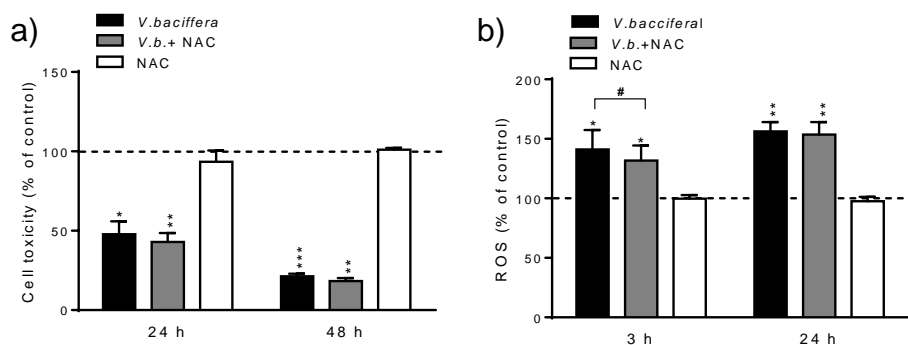 a)
V.baciffera
V.b.+ NAC
NAC
Cell toxicity (% of control)
150
100
50
0
*
**
***
**
24 h
48 h
b)
V.bacciferal
V.b.+NAC
NAC
ROS (% of control)
200
150
100
50
0
#
*
*
**
**
3 h
24 h